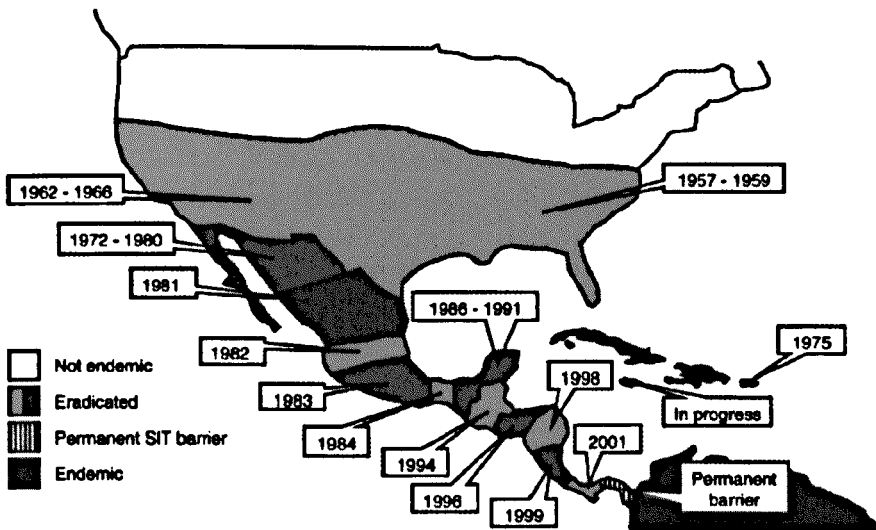 1962 - 1966
1957 - 1959
1972 - 1980
1981
1986 - 1991
1982
1975
Not endemic
1983
1998
In progress
Eradicated
1984
Permanent SIT barrier
2001
1994
Permanent
barrier
Endemic
1996
1999